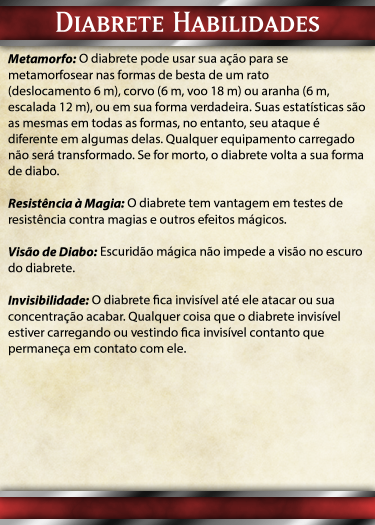 Diabrete Habilidades
Metamorfo: O diabrete pode usar sua ação para se
metamorfosear nas formas de besta de um rato
(deslocamento 6 m), corvo (6 m, voo 18 m) ou aranha (6 m,
escalada 12 m), ou em sua forma verdadeira. Suas estatísticas são
as mesmas em todas as formas, no entanto, seu ataque é
diferente em algumas delas. Qualquer equipamento carregado
não será transformado. Se for morto, o diabrete volta a sua forma
de diabo.
Resistência à Magia: O diabrete tem vantagem em testes de
resistência contra magias e outros efeitos mágicos.
Visão de Diabo: Escuridão mágica não impede a visão no escuro
do diabrete.
Invisibilidade: O diabrete fica invisível até ele atacar ou sua
concentração acabar. Qualquer coisa que o diabrete invisível
estiver carregando ou vestindo fica invisível contanto que
permaneça em contato com ele.